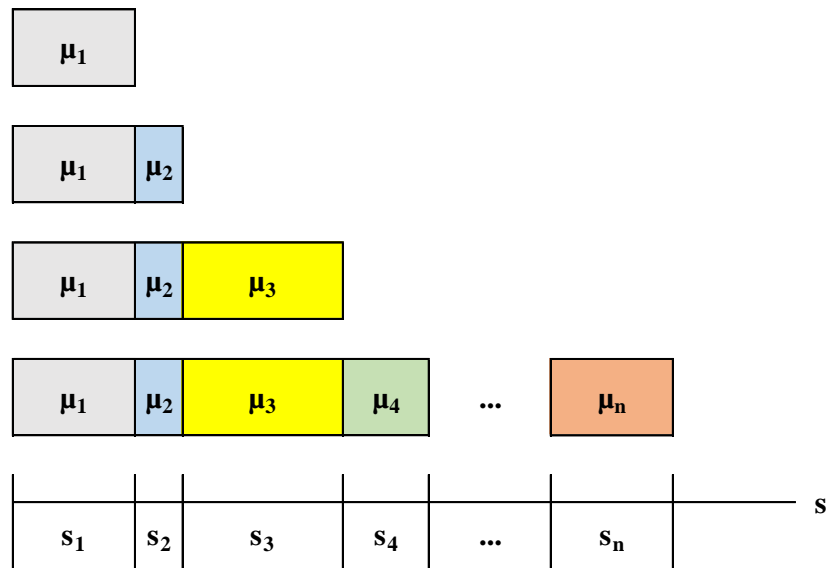 μ₁
μ₁ μ₂
μ₁ μ₂ μ₃
μ₁ μ₂ μ₃ μ₄ ... μₙ
s
s₁ s₂ s₃ s₄ ... sₙ